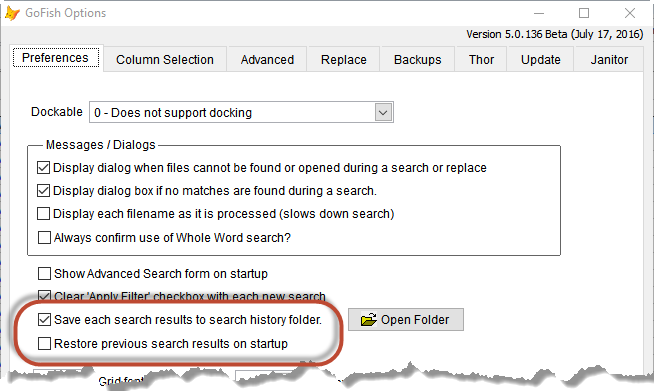 GoFish Options
Version 5.0.136 Beta (July 17, 2016)
Preferences Column Selection Advanced Replace Backups Thor Update Janitor
Dockable 0 - Does not support docking
Messages / Dialogs
Display dialog when files cannot be found or opened during a search or replace
Display dialog box if no matches are found during a search.
Display each filename as it is processed (slows down search)
Always confirm use of Whole Word search?
Show Advanced Search form on startup
Clear 'Apply Filter' checkbox with each new search
Save each search results to search history folder. Open Folder
Restore previous search results on startup
Grid font